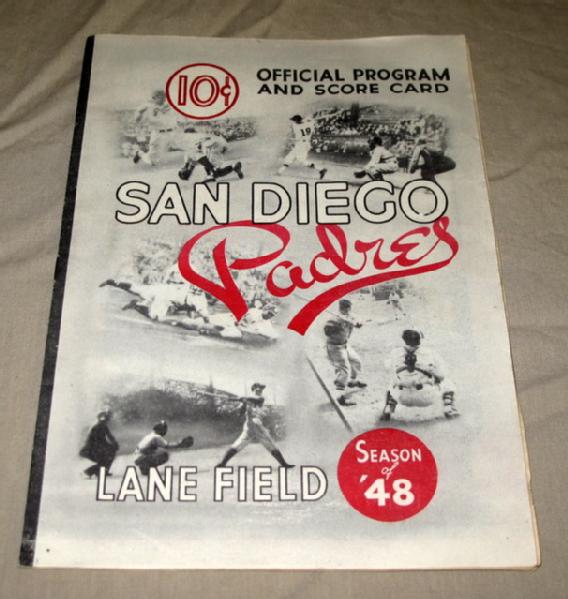 10¢
OFFICIAL PROGRAM
AND SCORE CARD
SAN DIEGO
Padres
LANE FIELD
SEASON
of
'48